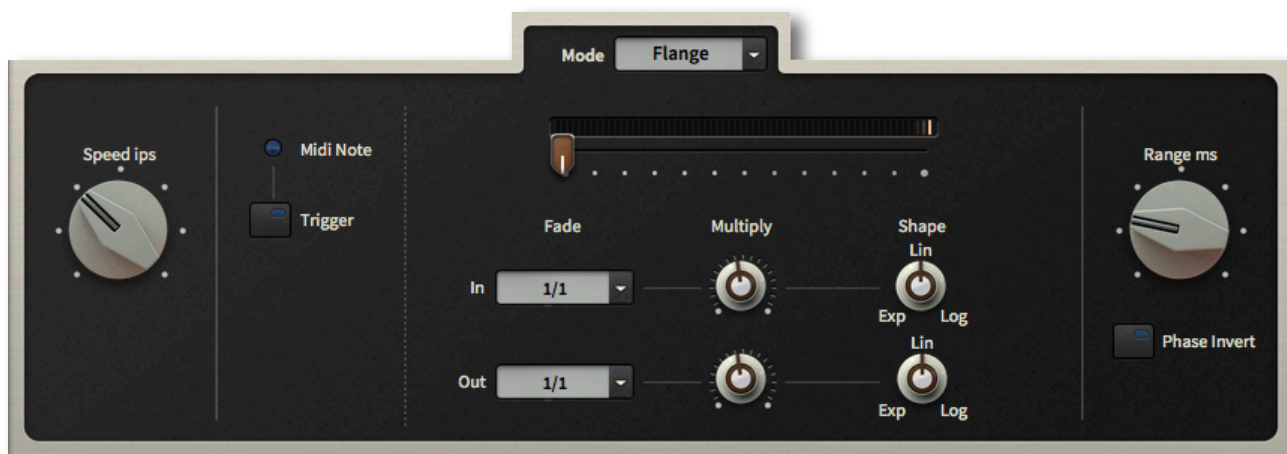 Mode Flange
Speed ips
Midi Note
Trigger
Range ms
Fade Multiply Shape
Lin
In 1/1
Exp Log
Phase Invert
Lin
Out 1/1
Exp Log